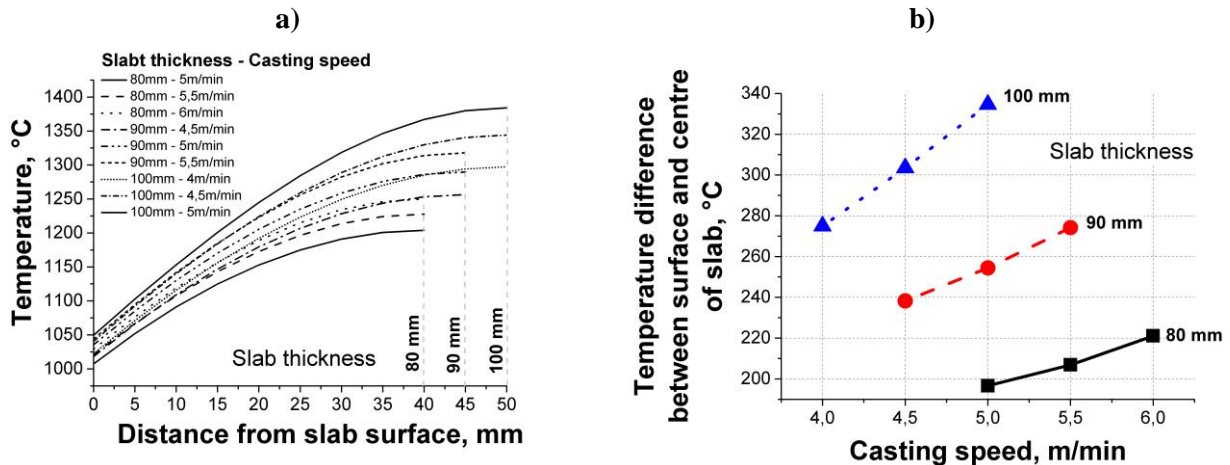 a)
Slabt thickness - Casting speed
80mm - 5m/min
80mm - 5,5m/min
80mm - 6m/min
90mm - 4,5m/min
90mm - 5m/min
90mm - 5,5m/min
100mm - 4m/min
100mm - 4,5m/min
100mm - 5m/min
Temperature, °C
1400
1350
1300
1250
1200
1150
1100
1050
1000
Slab thickness
80 mm
90 mm
100 mm
0 5 10 15 20 25 30 35 40 45 50
Distance from slab surface, mm
b)
Temperature difference
between surface and centre
of slab, °C
340
320
300
280
260
240
220
200
100 mm
Slab thickness
90 mm
80 mm
4,0 4,5 5,0 5,5 6,0
Casting speed, m/min